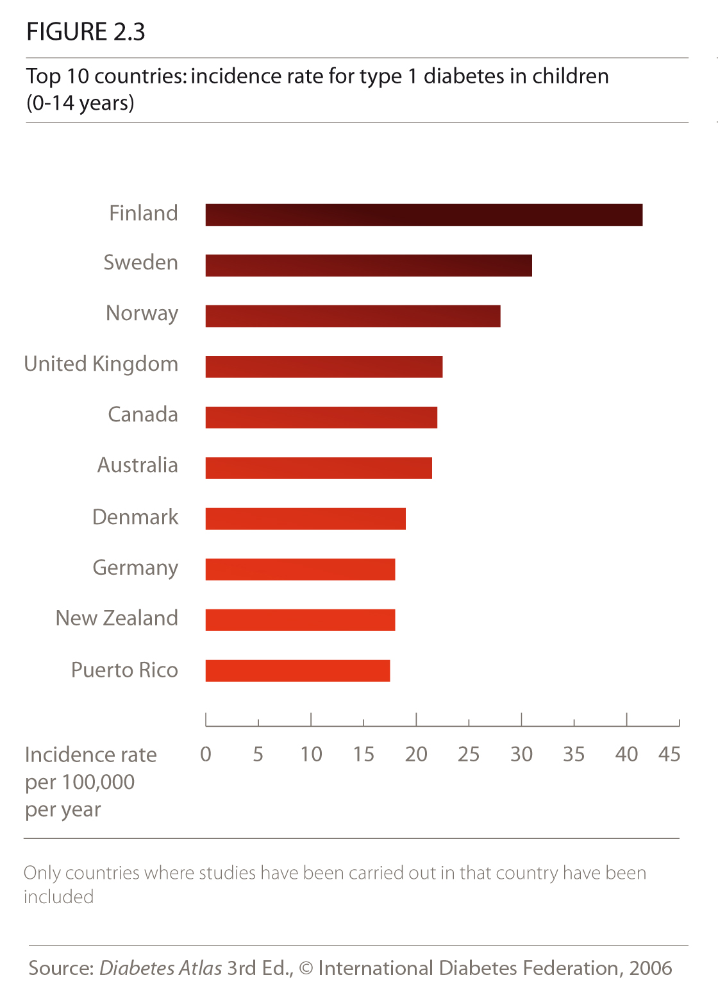 FIGURE 2.3
Top 10 countries: incidence rate for type 1 diabetes in children
(0-14 years)
Finland
Sweden
Norway
United Kingdom
Canada
Australia
Denmark
Germany
New Zealand
Puerto Rico
0 5 10 15 20 25 30 35 40 45
Incidence rate
per 100,000
per year
Only countries where studies have been carried out in that country have been
included
Source: Diabetes Atlas 3rd Ed., © International Diabetes Federation, 2006